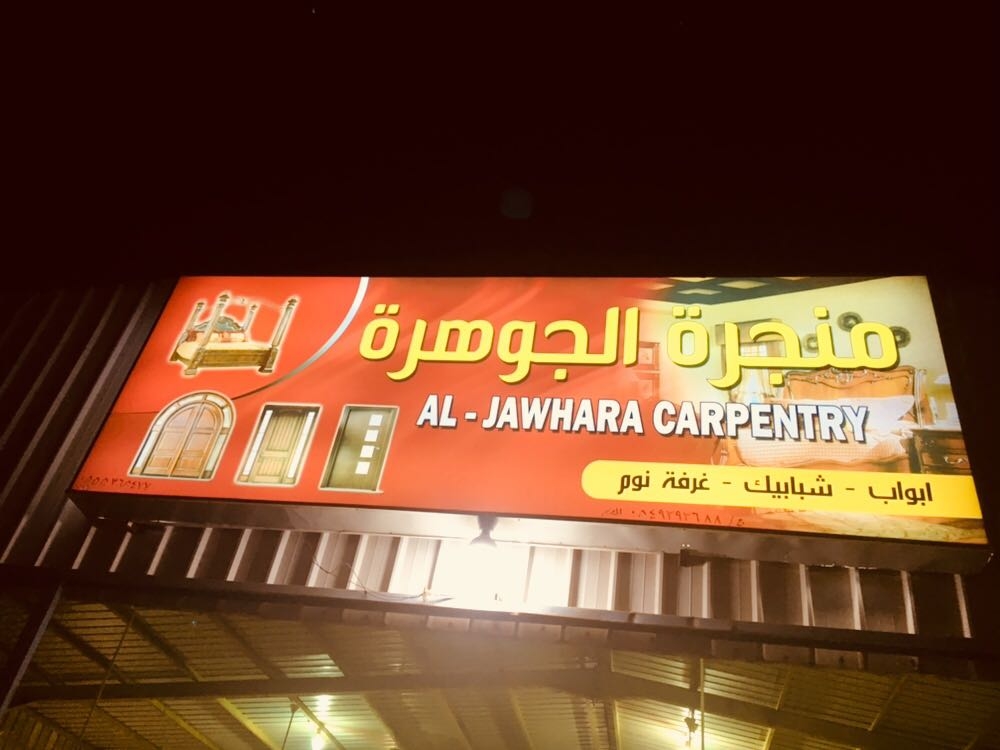 منجرة الجوهرة
AL - JAWHARA CARPENTRY
ابواب - شبابيك - غرفة نوم